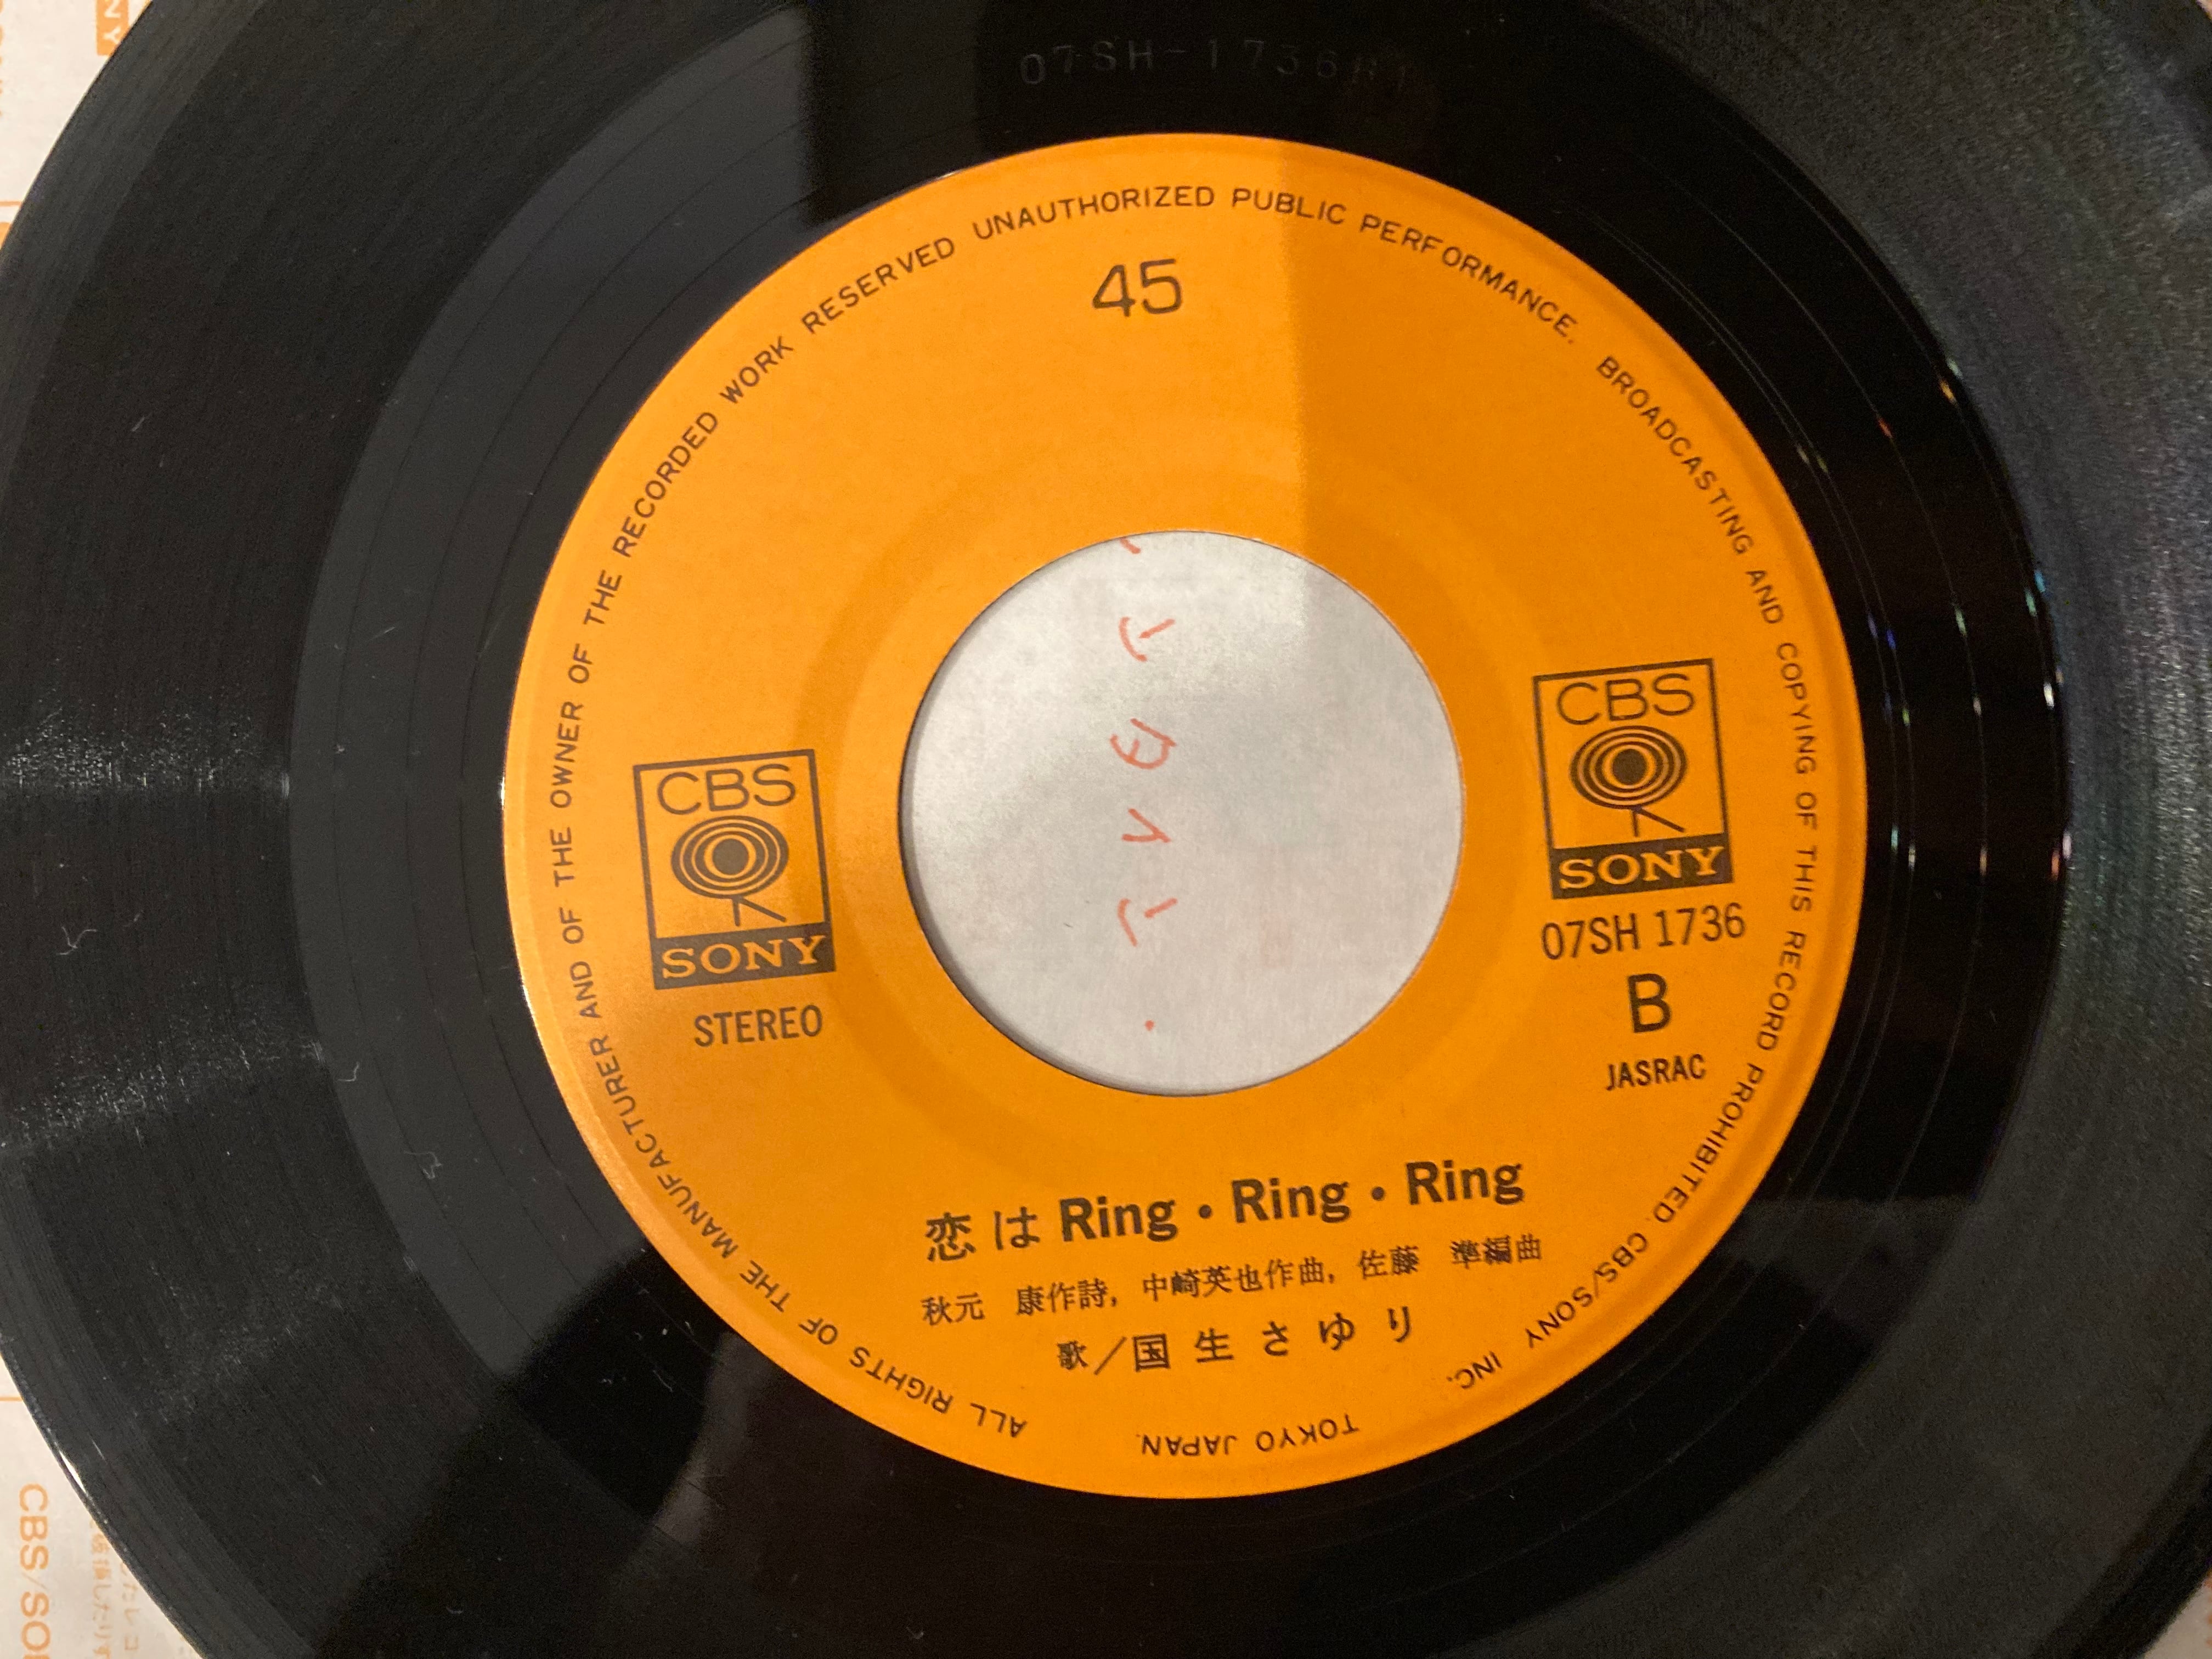 07SH-1736B1
45
ALL RIGHTS OF THE MANUFACTURER AND OF THE OWNER OF THE RECORDED WORK RESERVED UNAUTHORIZED PUBLIC PERFORMANCE. BROADCASTING AND COPYING OF THIS RECORD PROHIBITED. CBS/SONY INC. TOKYO JAPAN.
CBS
SONY
STEREO
CBS
SONY
07SH 1736
B
JASRAC
恋は Ring・Ring・Ring
秋元 康作詩, 中崎英也作曲, 佐藤 準編曲
歌/国生さゆり
CBS/SO